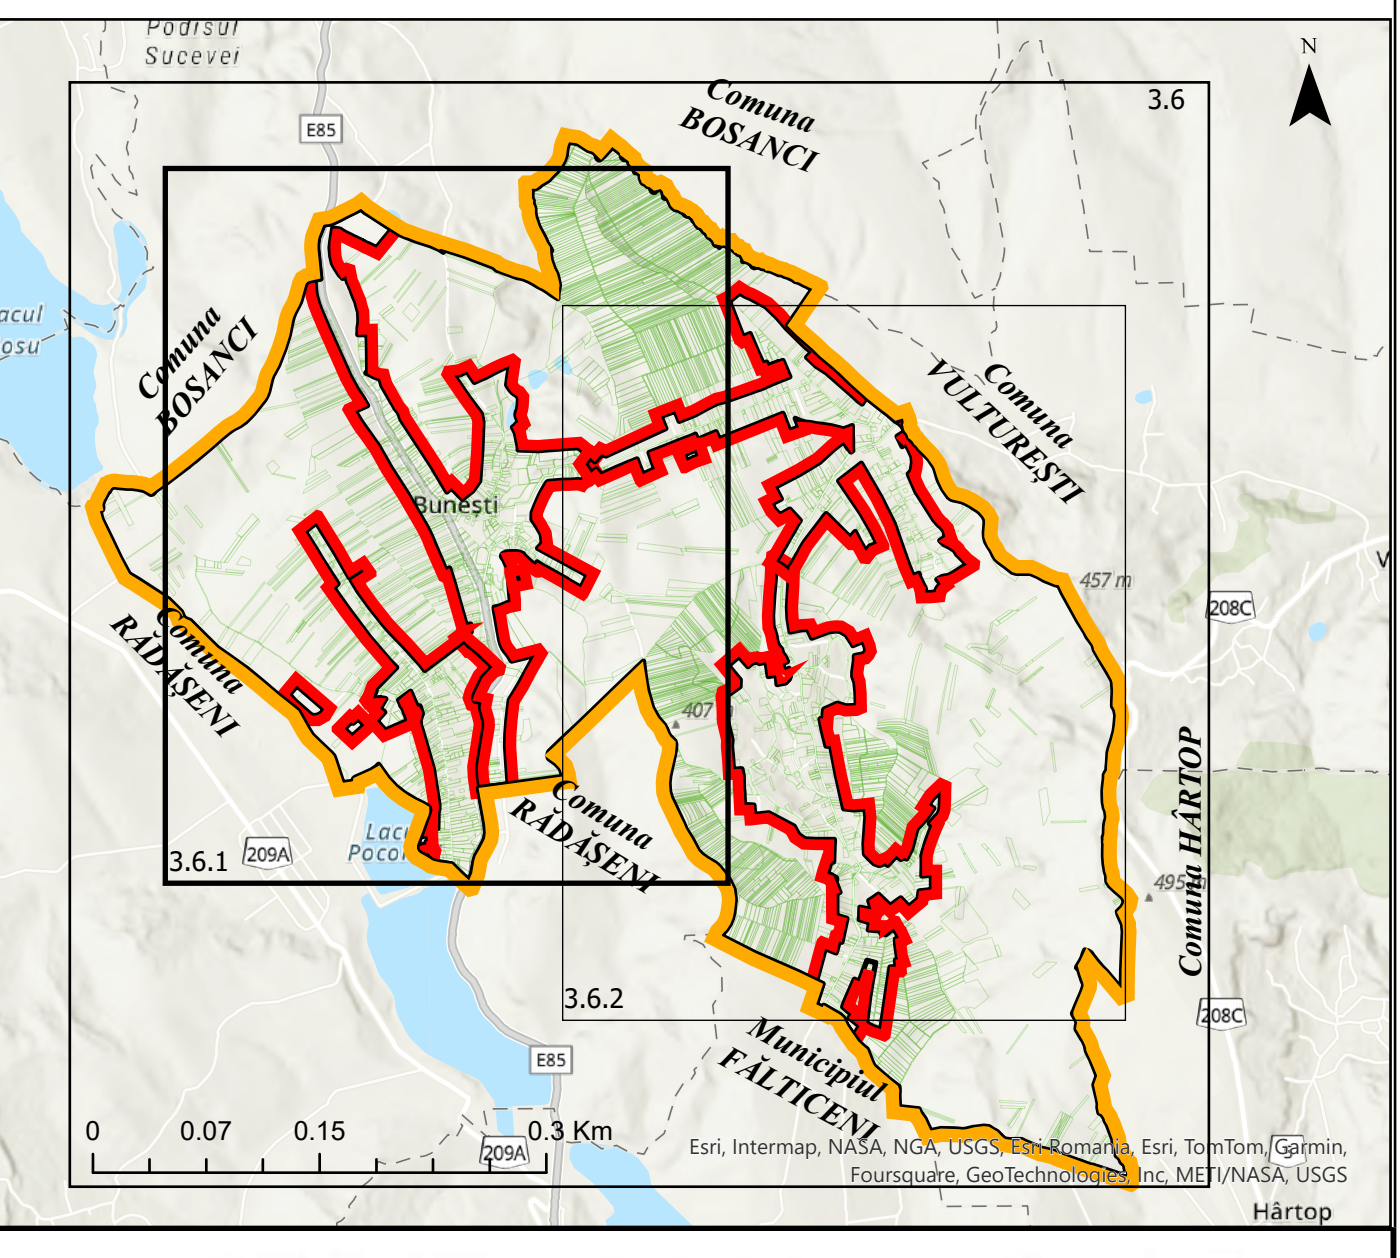 Podisul
Sucevei
N
3.6
Comuna
BOSANCI
E85
acul
osu
Comuna
BOSANCI
Comuna
VULTUREȘTI
Bunești
457 m
208C
V
Comuna
RĂDĂȘENI
407
Comuna HÂRTOP
Comuna
RĂDĂȘENI
Lacu
Pocol
209A
3.6.1
495 m
3.6.2
208C
Municipiul
FĂLTICENI
E85
0 0.07 0.15 0.3 Km
209A
Esri, Intermap, NASA, NGA, USGS, Esri Romania, Esri, TomTom, Garmin,
Foursquare, GeoTechnologies, Inc, METI/NASA, USGS
Hârtop